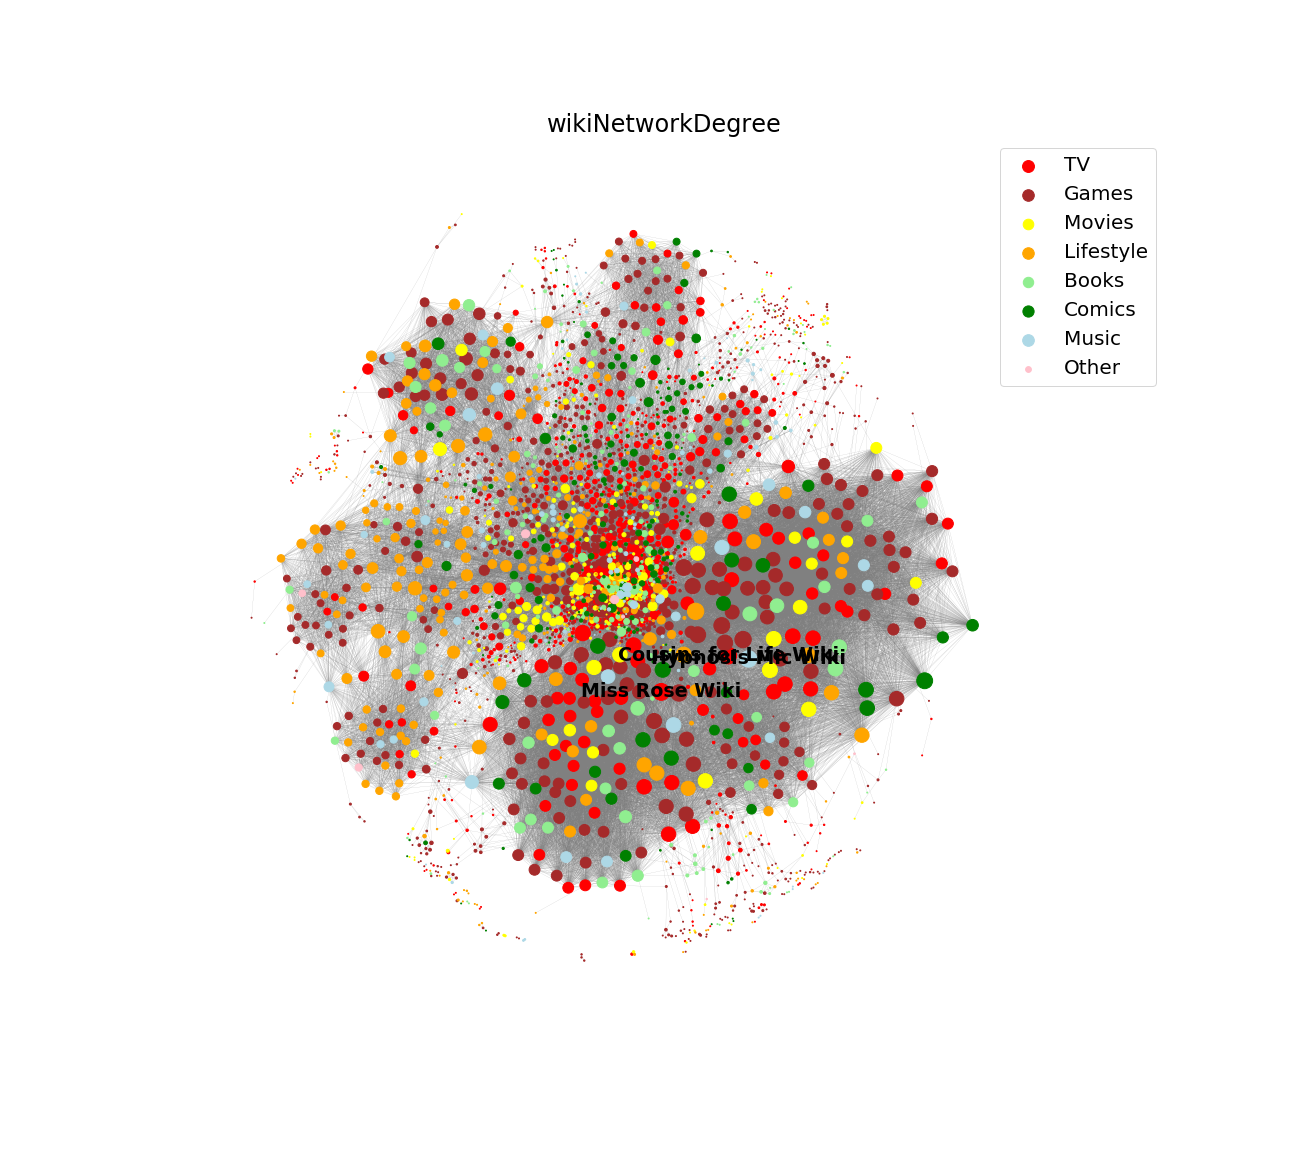 wikiNetworkDegree
TV
Games
Movies
Lifestyle
Books
Comics
Music
Other
Cousins for Life Wiki
Hypnosis Mic Wiki
Miss Rose Wiki